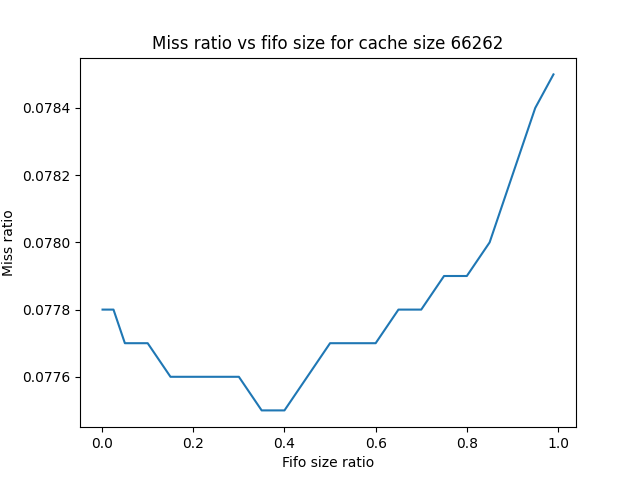 Miss ratio vs fifo size for cache size 66262
0.0784
0.0782
0.0780
0.0778
0.0776
Miss ratio
0.0 0.2 0.4 0.6 0.8 1.0
Fifo size ratio